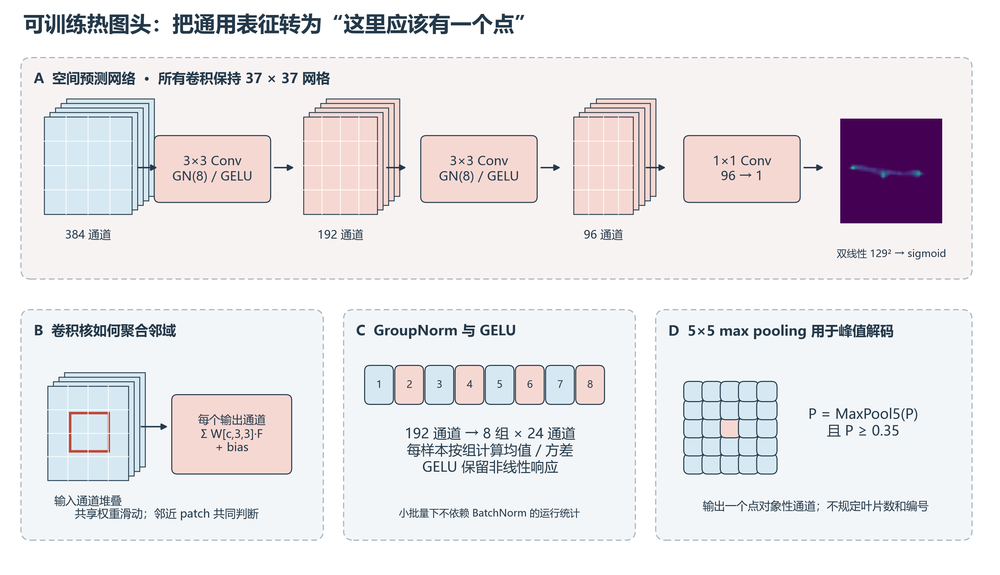 可训练热图头：把通用表征转为“这里应该有一个点”
A 空间预测网络 • 所有卷积保持 37 × 37 网格
3×3 Conv
GN(8) / GELU
3×3 Conv
GN(8) / GELU
1×1 Conv
96 → 1
384 通道
192 通道
96 通道
双线性 129² → sigmoid
B 卷积核如何聚合邻域
每个输出通道
Σ W[c,3,3]·F
+ bias
输入通道堆叠
共享权重滑动；邻近 patch 共同判断
C GroupNorm 与 GELU
1 2 3 4 5 6 7 8
192 通道 → 8 组 × 24 通道
每样本按组计算均值 / 方差
GELU 保留非线性响应
小批量下不依赖 BatchNorm 的运行统计
D 5×5 max pooling 用于峰值解码
P = MaxPool5(P)
且 P ≥ 0.35
输出一个点对象性通道；不规定叶片数和编号